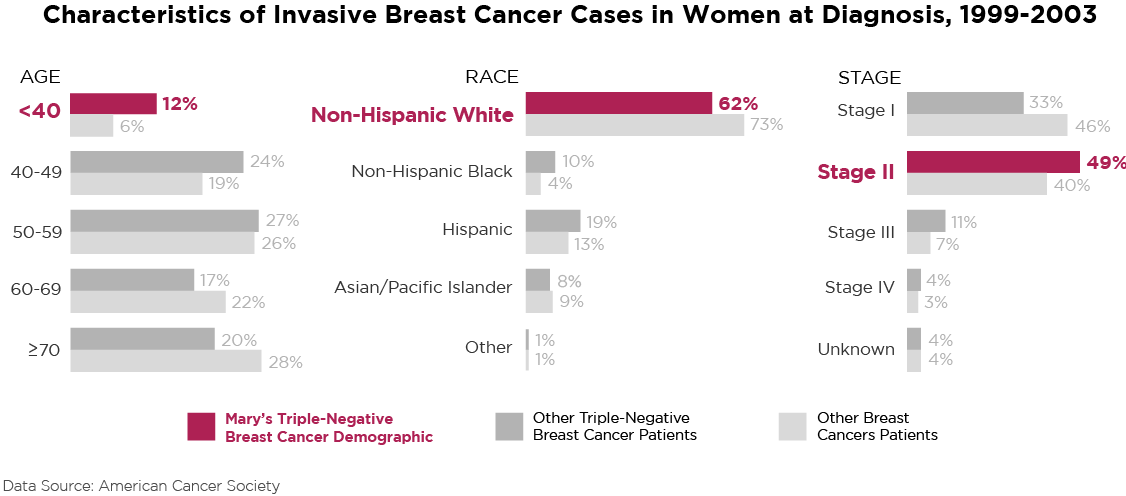 Characteristics of Invasive Breast Cancer Cases in Women at Diagnosis, 1999-2003
AGE
<40
12%
6%
40-49
24%
19%
50-59
27%
26%
60-69
17%
22%
≥70
20%
28%
RACE
Non-Hispanic White
62%
73%
Non-Hispanic Black
10%
4%
Hispanic
19%
13%
Asian/Pacific Islander
8%
9%
Other
1%
1%
STAGE
Stage I
33%
46%
Stage II
49%
40%
Stage III
11%
7%
Stage IV
4%
3%
Unknown
4%
4%
Mary's Triple-Negative
Breast Cancer Demographic
Other Triple-Negative
Breast Cancer Patients
Other Breast
Cancers Patients
Data Source: American Cancer Society